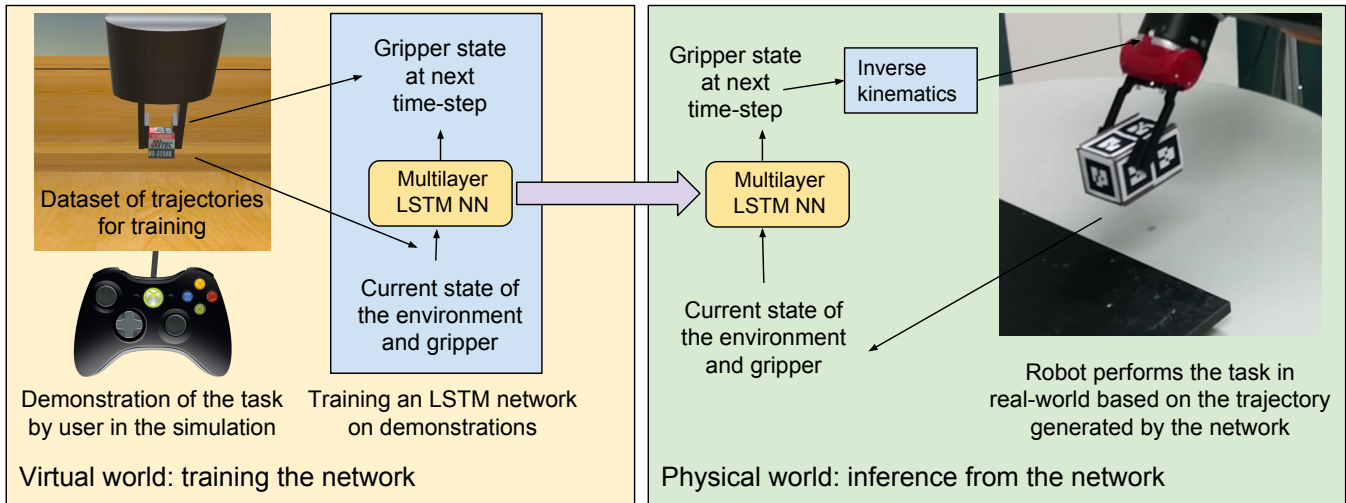 Gripper state
at next
time-step
Multilayer
LSTM NN
Current state of
the environment
and gripper
Dataset of trajectories
for training
HiTEC
HS-325HB
Demonstration of the task
by user in the simulation
Training an LSTM network
on demonstrations
Virtual world: training the network
Gripper state
at next
time-step
Inverse
kinematics
Multilayer
LSTM NN
Current state of
the environment
and gripper
Robot performs the task in
real-world based on the trajectory
generated by the network
Physical world: inference from the network